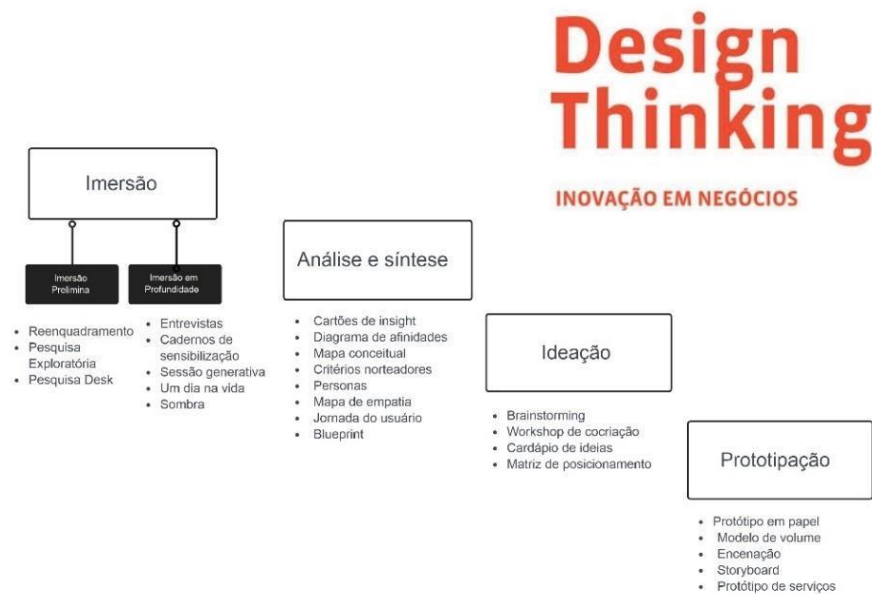 Design
Thinking
INOVAÇÃO EM NEGÓCIOS
Imersão
Imersão
Prelimina
Imersão em
Profundidade
• Reenquadramento
• Pesquisa
Exploratória
• Pesquisa Desk
• Entrevistas
• Cadernos de
sensibilização
• Sessão generativa
• Um dia na vida
• Sombra
Análise e síntese
• Cartões de insight
• Diagrama de afinidades
• Mapa conceitual
• Critérios norteadores
• Personas
• Mapa de empatia
• Jornada do usuário
• Blueprint
Ideação
• Brainstorming
• Workshop de cocriação
• Cardápio de ideias
• Matriz de posicionamento
Prototipação
• Protótipo em papel
• Modelo de volume
• Encenação
• Storyboard
• Protótipo de serviços